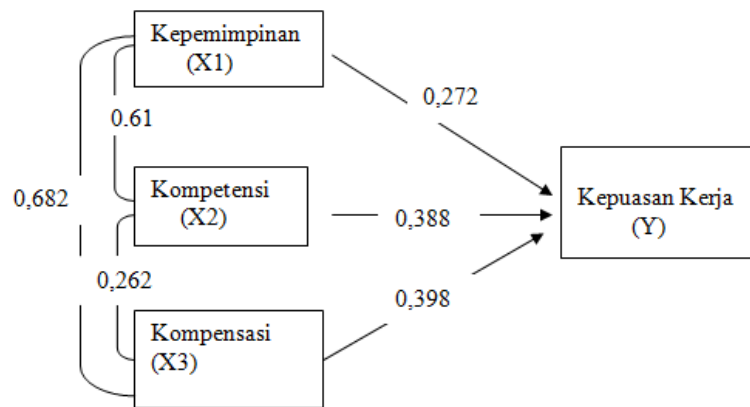 Kepemimpinan
(X1)
0,272
0.61
Kompetensi
(X2)
0,682
0,388
Kepuasan Kerja
(Y)
0,262
0,398
Kompensasi
(X3)